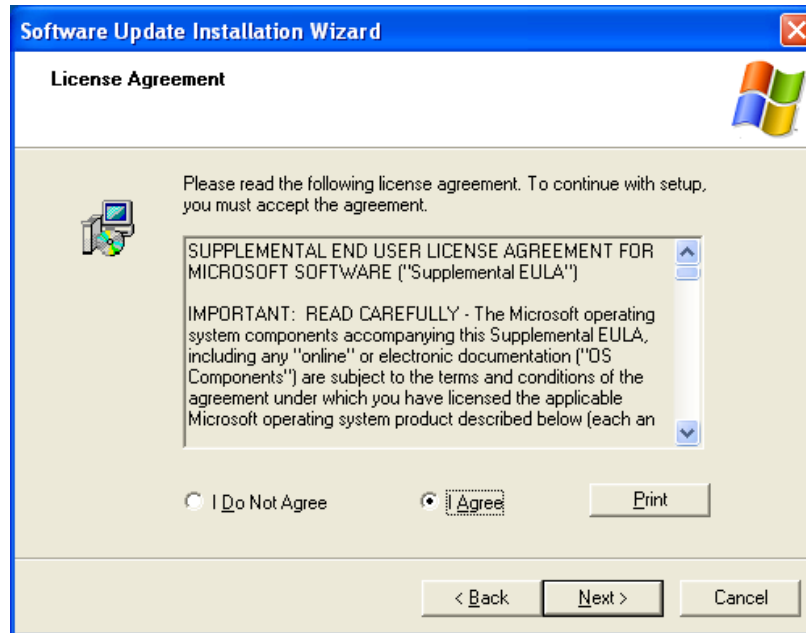 Software Update Installation Wizard
License Agreement
Please read the following license agreement. To continue with setup,
you must accept the agreement.
SUPPLEMENTAL END USER LICENSE AGREEMENT FOR
MICROSOFT SOFTWARE ("Supplemental EULA")
IMPORTANT:  READ CAREFULLY - The Microsoft operating
system components accompanying this Supplemental EULA,
including any "online" or electronic documentation ("OS
Components") are subject to the terms and conditions of the
agreement under which you have licensed the applicable
Microsoft operating system product described below (each an
I Do Not Agree
I Agree
Print
< Back
Next >
Cancel